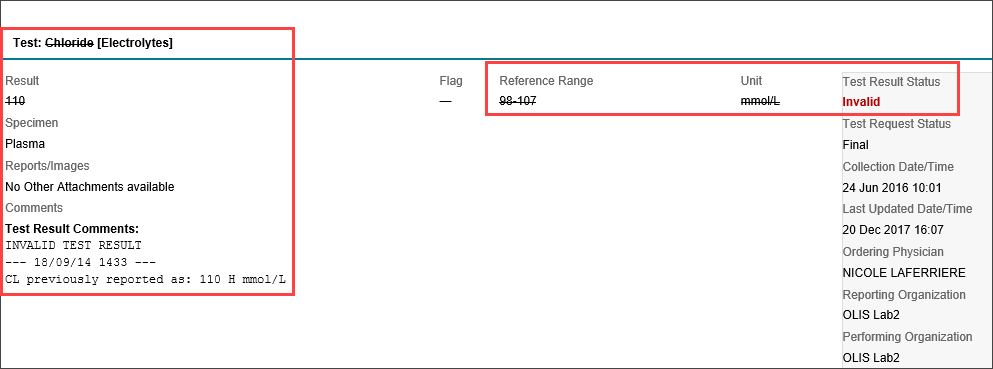 Test: Chloride [Electrolytes]
Result Flag Reference Range Unit Test Result Status
110 — 98-107 mmol/L Invalid
Specimen Test Request Status
Plasma Final
Reports/Images Collection Date/Time
No Other Attachments available 24 Jun 2016 10:01
Comments Last Updated Date/Time
Test Result Comments: 20 Dec 2017 16:07
INVALID TEST RESULT Ordering Physician
--- 18/09/14 1433 ---
CL previously reported as: 110 H mmol/L NICOLE LAFERRIERE
Reporting Organization
OLIS Lab2
Performing Organization
OLIS Lab2